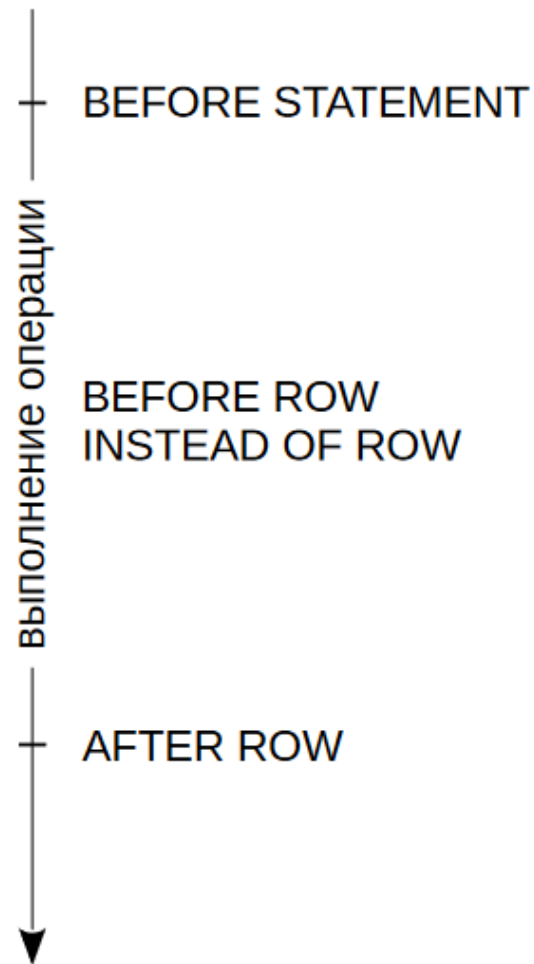 BEFORE STATEMENT
выполнение операции
BEFORE ROW
INSTEAD OF ROW
AFTER ROW